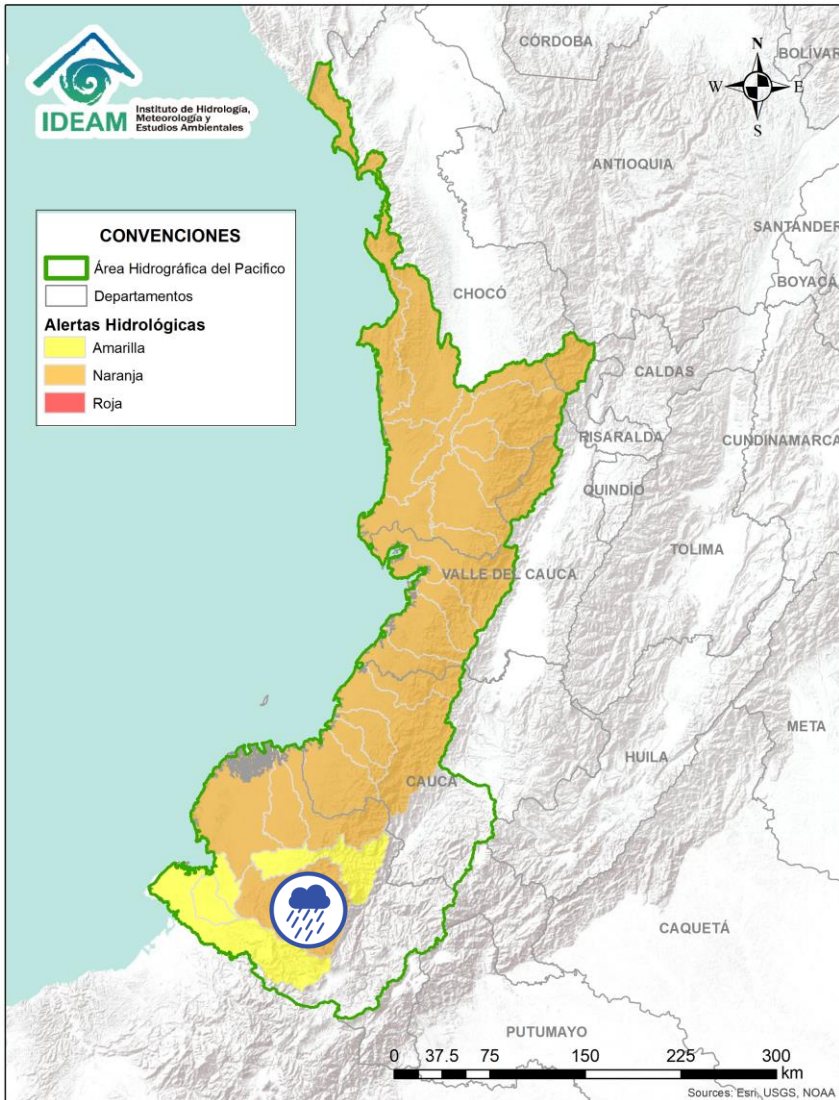 IDEAM
Instituto de Hidrología,
Meteorología y
Estudios Ambientales
N
W
E
S
CÓRDOBA
BOLÍVAR
ANTIOQUIA
SANTANDER
BOYACÁ
CHOCÓ
CALDAS
RISARALDA
CUNDINAMARCA
QUINDÍO
TOLIMA
VALLE DEL CAUCA
META
HUILA
CAUCA
CAQUETÁ
PUTUMAYO
CONVENCIONES
Área Hidrográfica del Pacifico
Departamentos
Alertas Hidrológicas
Amarilla
Naranja
Roja
0 37.5 75 150 225 300
km
Sources: Esri, USGS, NOAA